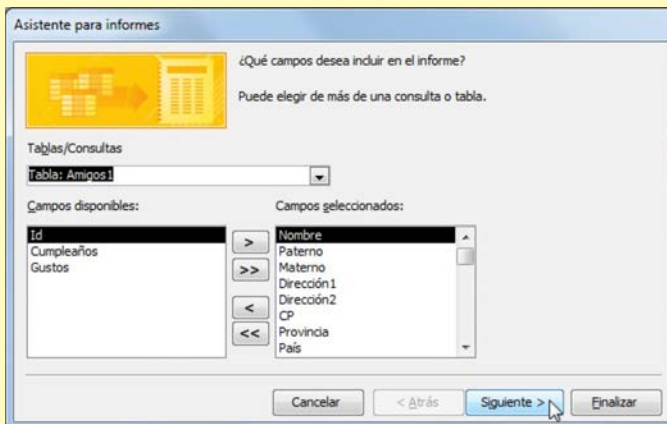 Asistente para informes
¿Qué campos desea incluir en el informe?
Puede elegir de más de una consulta o tabla.
Tablas/Consultas
Tabla: Amigos1
Campos disponibles:
Campos seleccionados:
Id
Cumpleaños
Gustos
>
>>
<
<<
Nombre
Paterno
Materno
Dirección1
Dirección2
CP
Provincia
País
Cancelar
< Atrás
Siguiente >
Finalizar